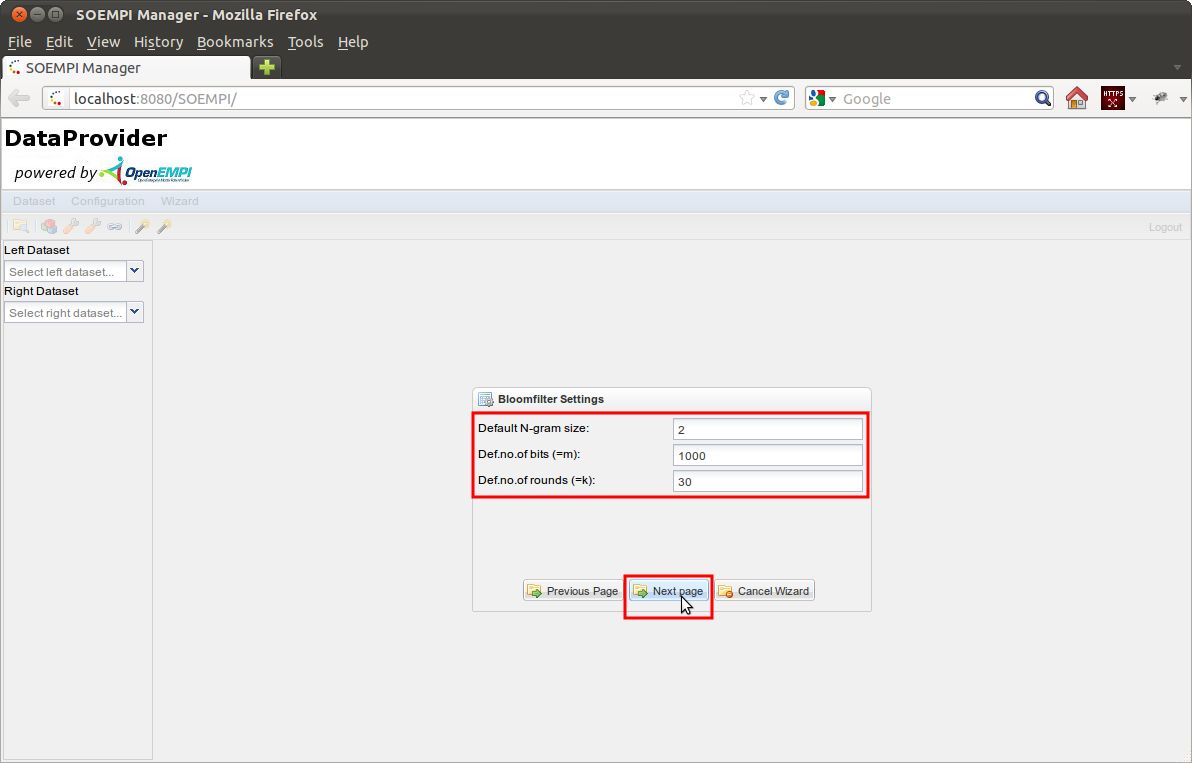 SOEMPI Manager - Mozilla Firefox
File Edit View History Bookmarks Tools Help
SOEMPI Manager
localhost:8080/SOEMPI/
Google
HTTPS
DataProvider
powered by OpenEMPI
Dataset Configuration Wizard
Logout
Left Dataset
Select left dataset...
Right Dataset
Select right dataset...
Bloomfilter Settings
Default N-gram size: 2
Def.no.of bits (=m): 1000
Def.no.of rounds (=k): 30
Previous Page Next page Cancel Wizard